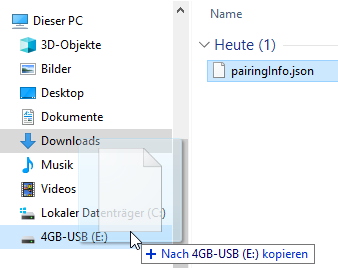 Dieser PC
3D-Objekte
Bilder
Desktop
Dokumente
Downloads
Musik
Videos
Lokaler Datenträger (C:)
4GB-USB (E:)
Name
Heute (1)
pairingInfo.json
Nach 4GB-USB (E:) kopieren